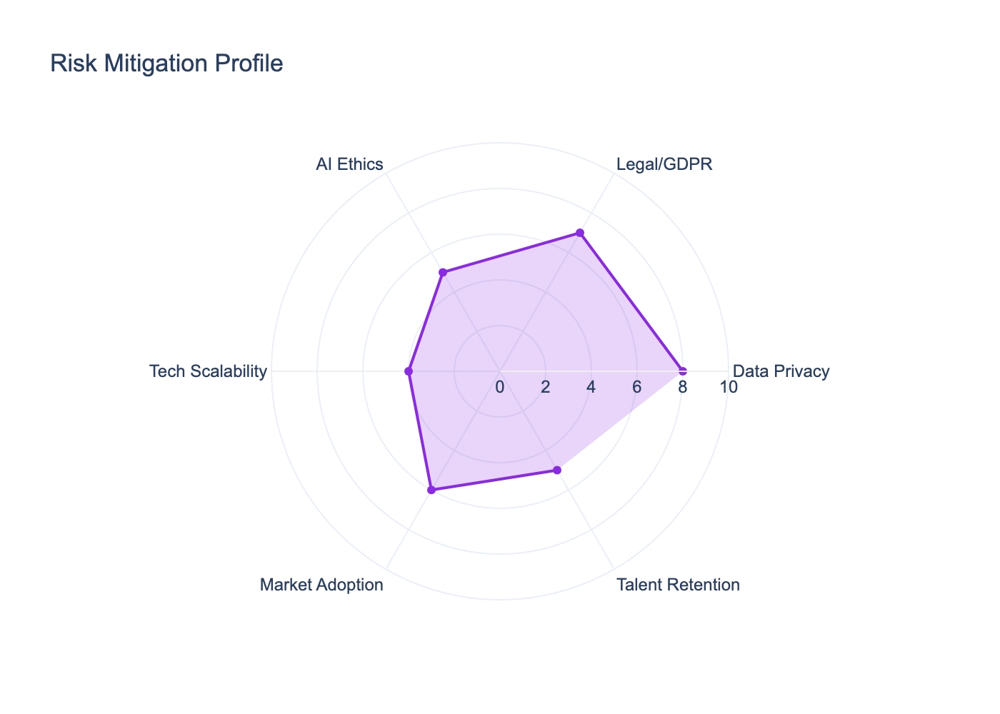 Risk Mitigation Profile
AI Ethics
Legal/GDPR
Tech Scalability
Data Privacy
0 2 4 6 8 10
Market Adoption
Talent Retention